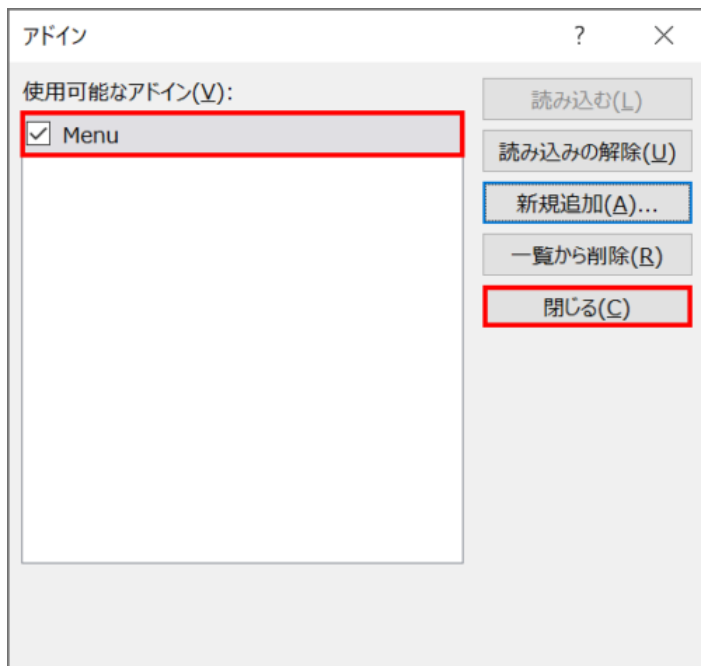 アドイン
使用可能なアドイン(V):
Menu
読み込む(L)
読み込みの解除(U)
新規追加(A)...
一覧から削除(R)
閉じる(C)